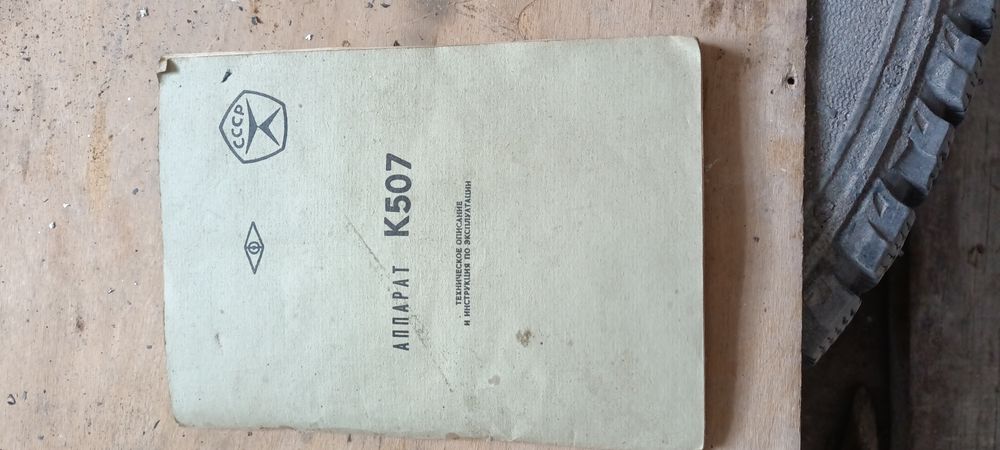 СССР
АППАРАТ К507
ТЕХНИЧЕСКОЕ ОПИСАНИЕ
И ИНСТРУКЦИЯ ПО ЭКСПЛУАТАЦИИ